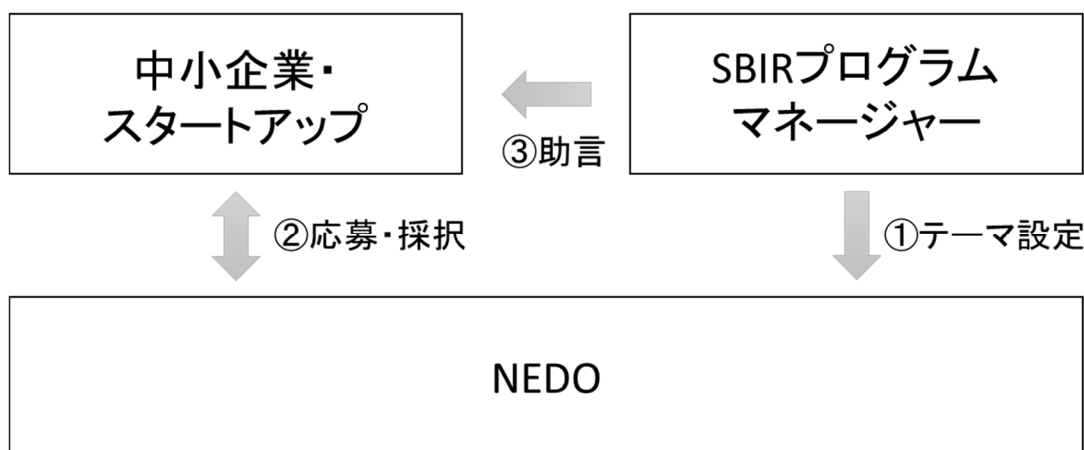 中小企業・
スタートアップ
SBIRプログラム
マネージャー
③助言
②応募・採択
①テーマ設定
NEDO